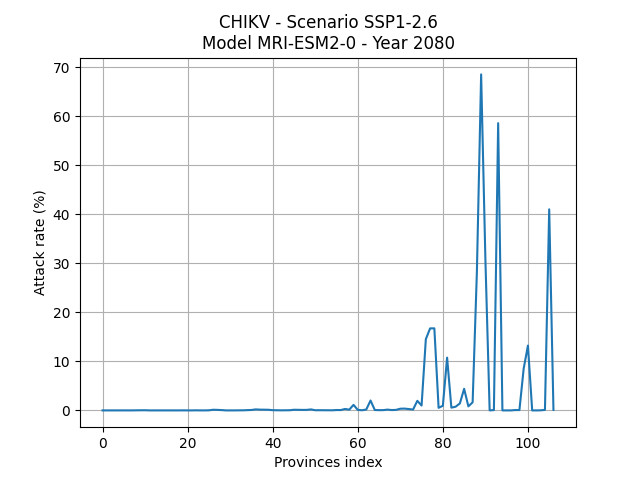 CHIKV - Scenario SSP1-2.6
Model MRI-ESM2-0 - Year 2080
70
60
50
40
30
20
10
0
Attack rate (%)
0 20 40 60 80 100
Provinces index